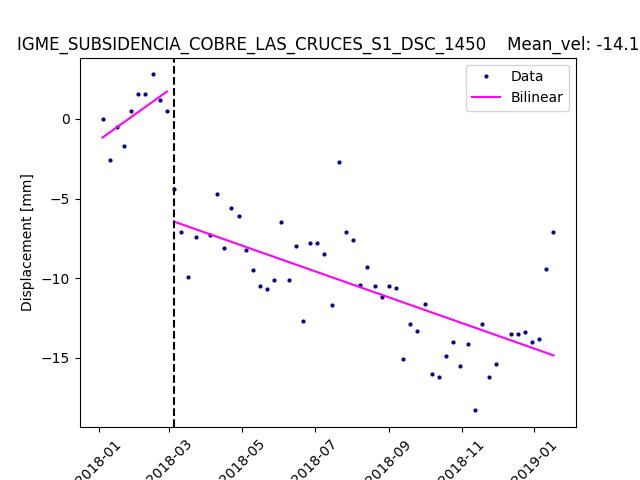 IGME_SUBSIDENCIA_COBRE_LAS_CRUCES_S1_DSC_1450 Mean_vel: -14.1
Data
Bilinear
Displacement [mm]
0
−5
−10
−15
2018-01
2018-03
2018-05
2018-07
2018-09
2018-11
2019-01